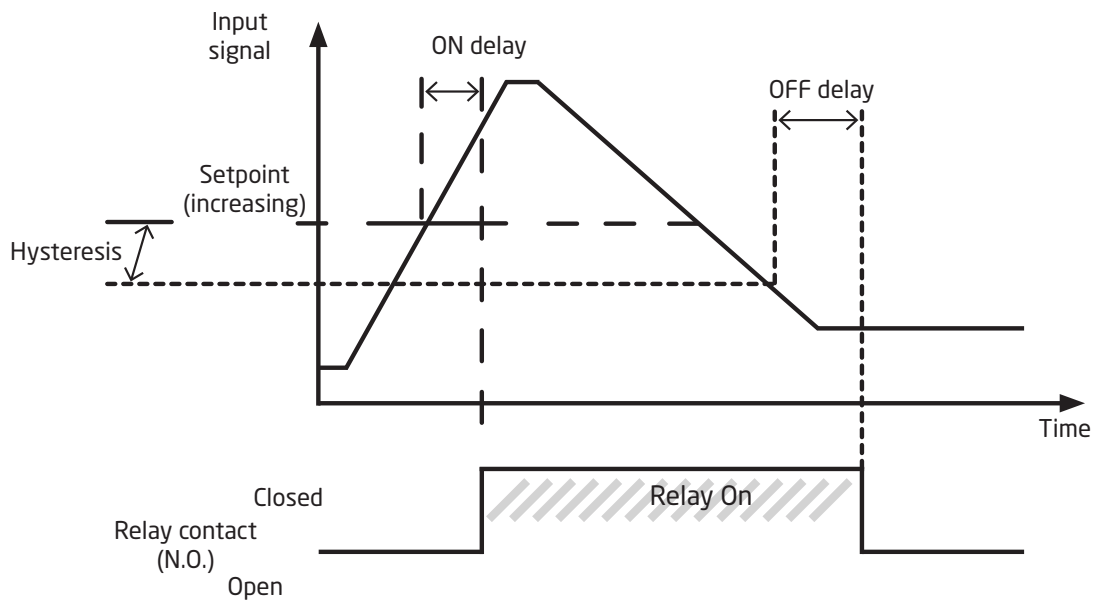 Input
signal
ON delay
OFF delay
Setpoint
(increasing)
Hysteresis
Time
Closed
Relay On
Relay contact
(N.O.)
Open